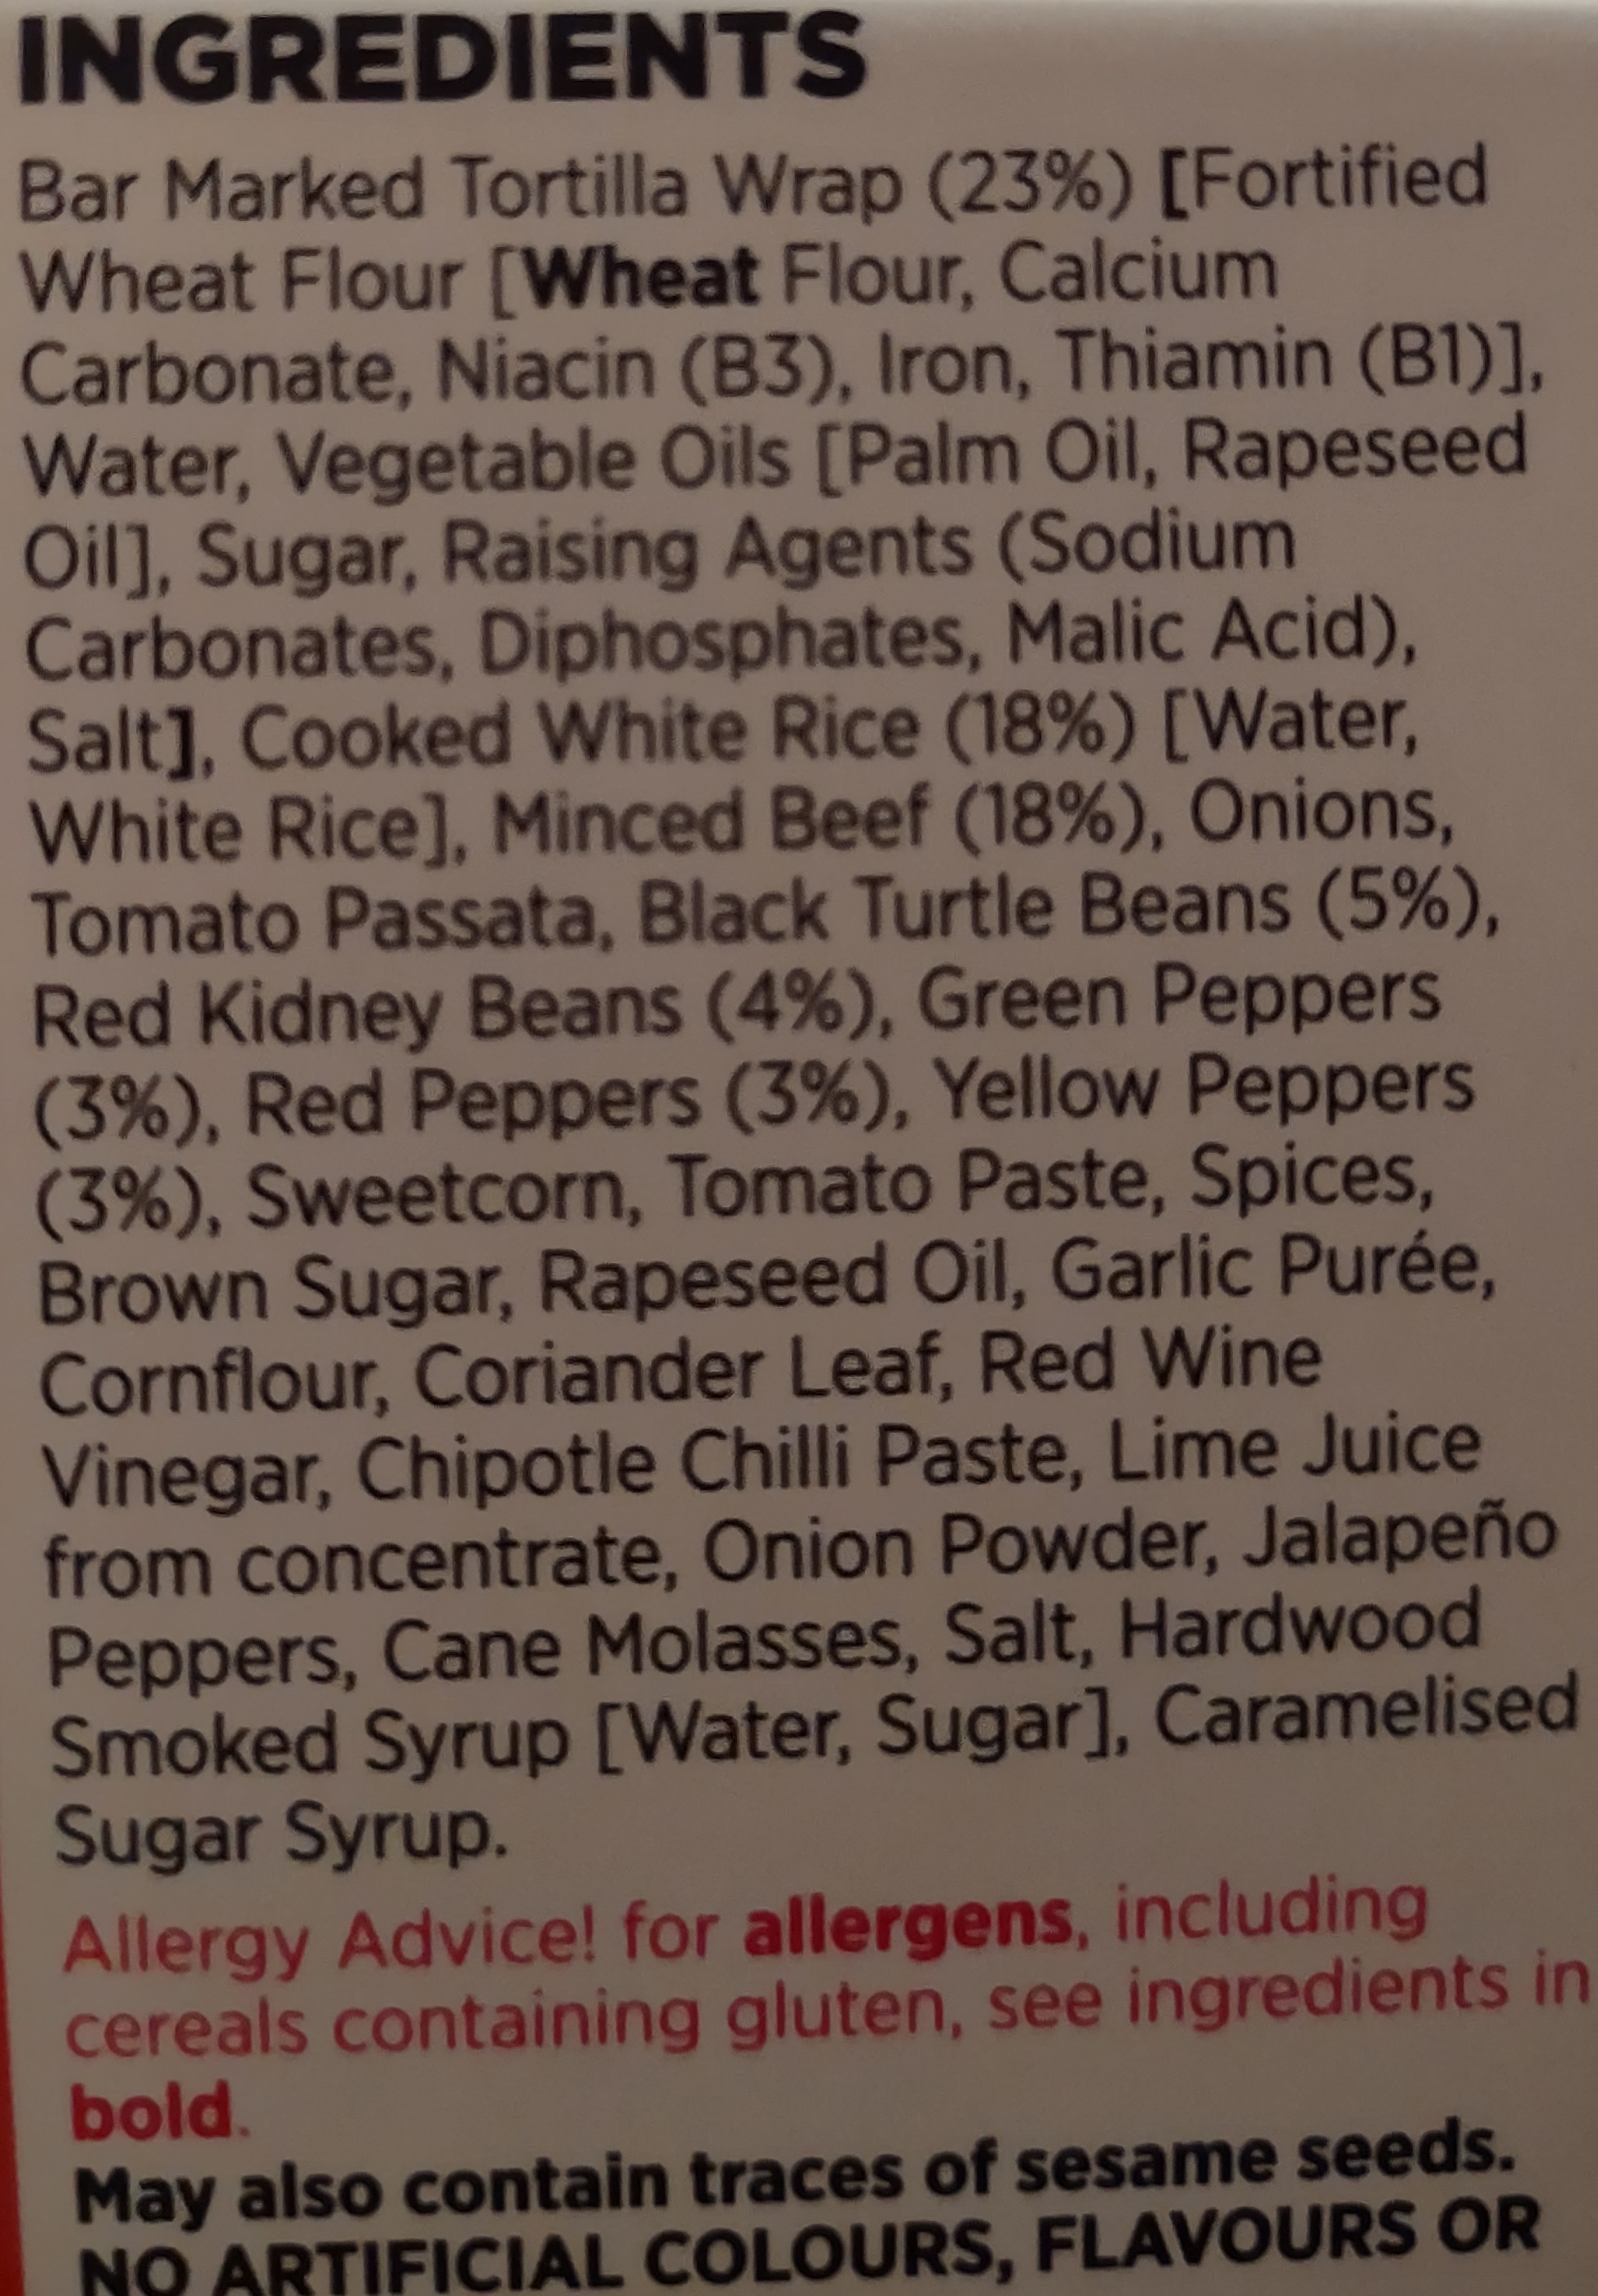 INGREDIENTS
Bar Marked Tortilla Wrap (23%) [Fortified
Wheat Flour [Wheat Flour, Calcium
Carbonate, Niacin (B3), Iron, Thiamin (B1)],
Water, Vegetable Oils [Palm Oil, Rapeseed
Oil], Sugar, Raising Agents (Sodium
Carbonates, Diphosphates, Malic Acid),
Salt], Cooked White Rice (18%) [Water,
White Rice], Minced Beef (18%), Onions,
Tomato Passata, Black Turtle Beans (5%),
Red Kidney Beans (4%), Green Peppers
(3%), Red Peppers (3%), Yellow Peppers
(3%), Sweetcorn, Tomato Paste, Spices,
Brown Sugar, Rapeseed Oil, Garlic Purée,
Cornflour, Coriander Leaf, Red Wine
Vinegar, Chipotle Chilli Paste, Lime Juice
from concentrate, Onion Powder, Jalapeño
Peppers, Cane Molasses, Salt, Hardwood
Smoked Syrup [Water, Sugar], Caramelised
Sugar Syrup.
Allergy Advice! for allergens, including
cereals containing gluten, see ingredients in
bold.
May also contain traces of sesame seeds.
NO ARTIFICIAL COLOURS, FLAVOURS OR